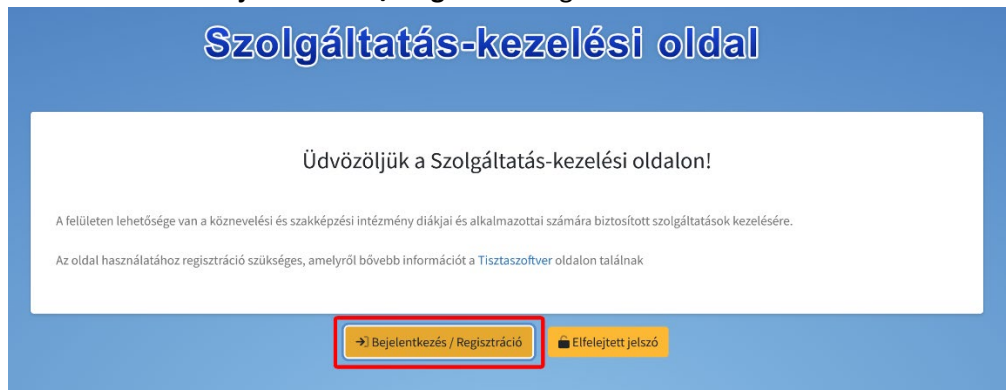 Szolgáltatás-kezelési oldal
Üdvözöljük a Szolgáltatás-kezelési oldalon!
A felületen lehetősége van a köznevelési és szakképzési intézmény diákjai és alkalmazottai számára biztosított szolgáltatások kezelésére.
Az oldal használatához regisztráció szükséges, amelyről bővebb információt a Tisztaszoftver oldalon találnak
Bejelentkezés / Regisztráció
Elfelejtett jelszó